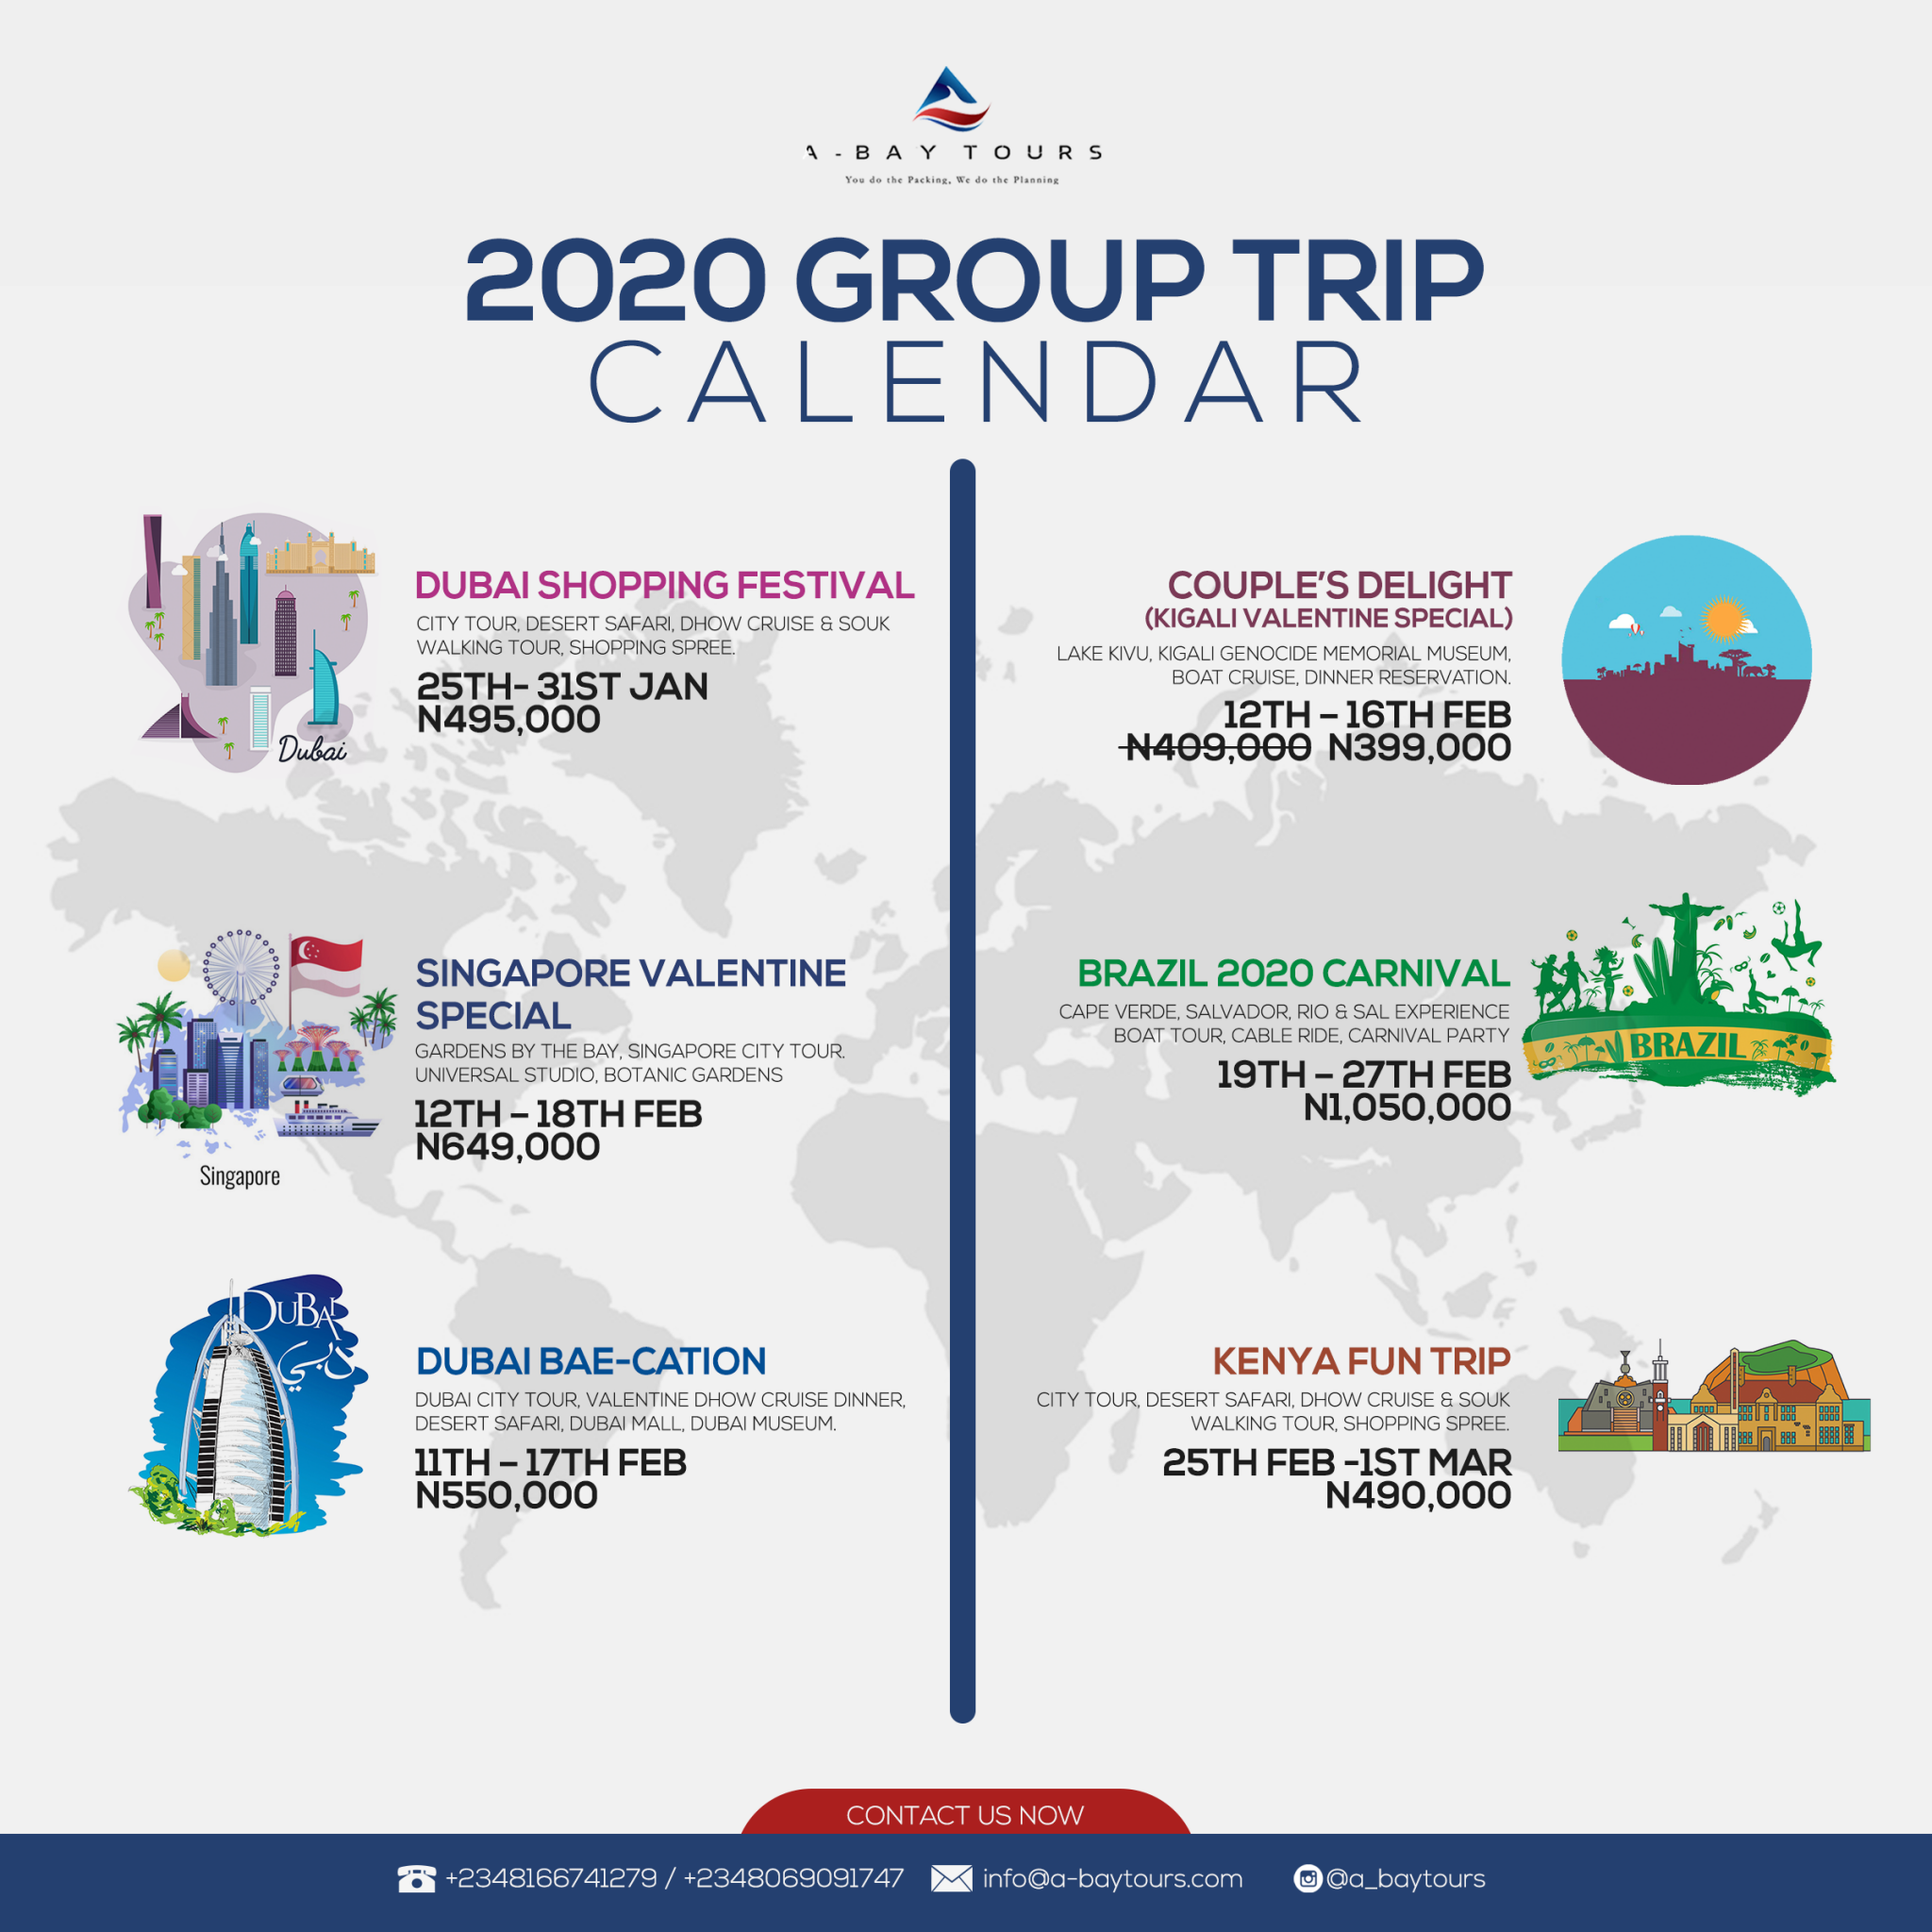 A - BAY TOURS
You do the Packing, We do the Planning
2020 GROUP TRIP
CALENDAR
Dubai
DUBAI SHOPPING FESTIVAL
CITY TOUR, DESERT SAFARI, DHOW CRUISE & SOUK
WALKING TOUR, SHOPPING SPREE.
25TH- 31ST JAN
N495,000
Singapore
SINGAPORE VALENTINE
SPECIAL
GARDENS BY THE BAY, SINGAPORE CITY TOUR.
UNIVERSAL STUDIO, BOTANIC GARDENS
12TH – 18TH FEB
N649,000
DUBAI
دبي
DUBAI BAE-CATION
DUBAI CITY TOUR, VALENTINE DHOW CRUISE DINNER,
DESERT SAFARI, DUBAI MALL, DUBAI MUSEUM.
11TH – 17TH FEB
N550,000
COUPLE'S DELIGHT
(KIGALI VALENTINE SPECIAL)
LAKE KIVU, KIGALI GENOCIDE MEMORIAL MUSEUM,
BOAT CRUISE, DINNER RESERVATION.
12TH – 16TH FEB
N409,000 N399,000
BRAZIL 2020 CARNIVAL
CAPE VERDE, SALVADOR, RIO & SAL EXPERIENCE
BOAT TOUR, CABLE RIDE, CARNIVAL PARTY
19TH – 27TH FEB
N1,050,000
BRAZIL
KENYA FUN TRIP
CITY TOUR, DESERT SAFARI, DHOW CRUISE & SOUK
WALKING TOUR, SHOPPING SPREE.
25TH FEB -1ST MAR
N490,000
CONTACT US NOW
+2348166741279 / +2348069091747 info@a-baytours.com @a_baytours